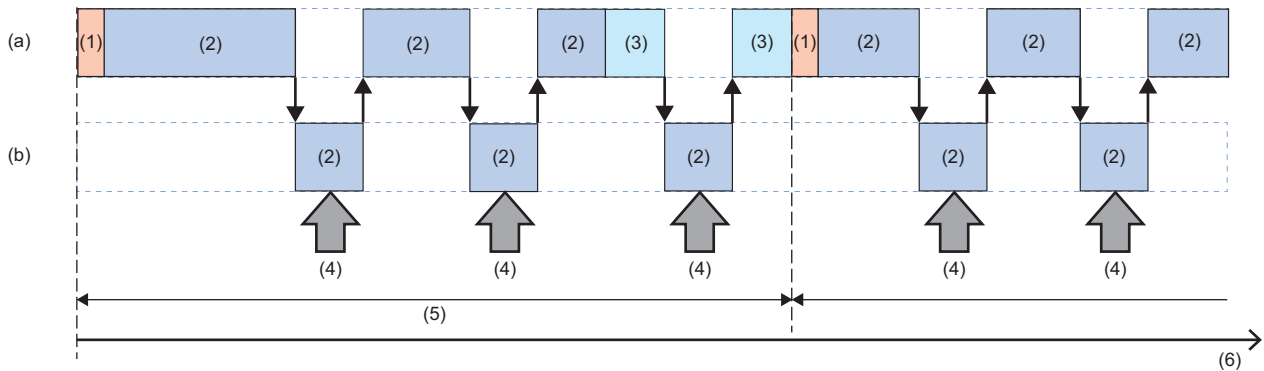 (a) (1) (2) (2) (2) (3) (3) (1) (2) (2) (2)
(b) (2) (2) (2) (2) (2)
(4) (4) (4) (4) (4)
(5)
(6)